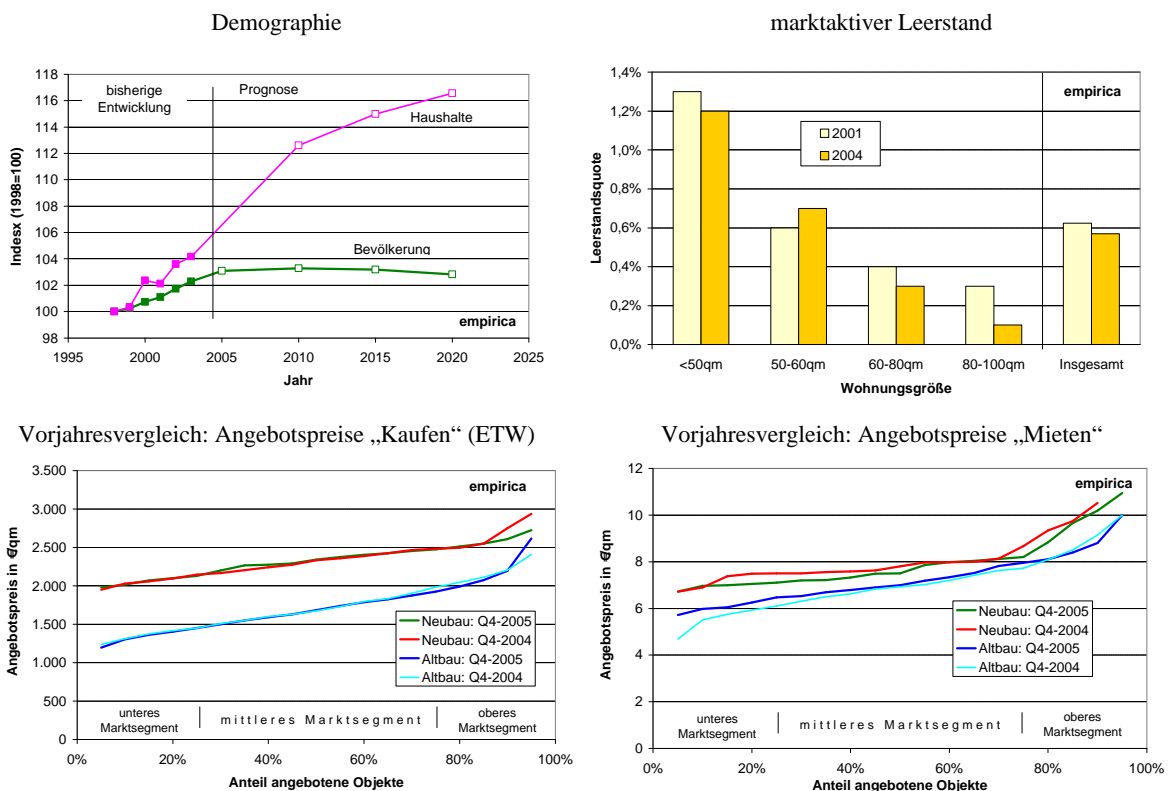 Demographie
118
116
114
112
110
108
106
104
102
100
98
Indesx (1998=100)
bisherige
Entwicklung
Prognose
Haushalte
Bevölkerung
empirica
1995
2000
2005
2010
2015
2020
2025
Jahr
marktaktiver Leerstand
1,4%
1,2%
1,0%
0,8%
0,6%
0,4%
0,2%
0,0%
Leerstandsquote
empirica
2001
2004
<50qm
50-60qm
60-80qm
80-100qm
Insgesamt
Wohnungsgröße
Vorjahresvergleich: Angebotspreise „Kaufen“ (ETW)
3.500
3.000
2.500
2.000
1.500
1.000
500
0
Angebotspreis in €/qm
empirica
Neubau: Q4-2005
Neubau: Q4-2004
Altbau: Q4-2005
Altbau: Q4-2004
unteres
Marktsegment
mittleres Marktsegment
oberes
Marktsegment
0%
20%
40%
60%
80%
100%
Anteil angebotene Objekte
Vorjahresvergleich: Angebotspreise „Mieten“
12
10
8
6
4
2
0
Angebotspreis in €/qm
empirica
Neubau: Q4-2005
Neubau: Q4-2004
Altbau: Q4-2005
Altbau: Q4-2004
unteres
Marktsegment
mittleres Marktsegment
oberes
Marktsegment
0%
20%
40%
60%
80%
100%
Anteil angebotene Objekte